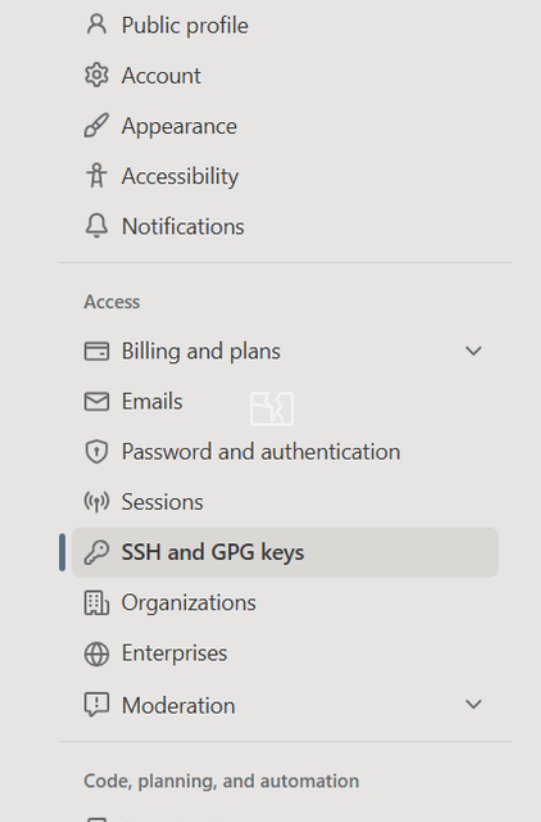 Public profile
Account
Appearance
Accessibility
Notifications
Access
Billing and plans
Emails
Password and authentication
Sessions
SSH and GPG keys
Organizations
Enterprises
Moderation
Code, planning, and automation